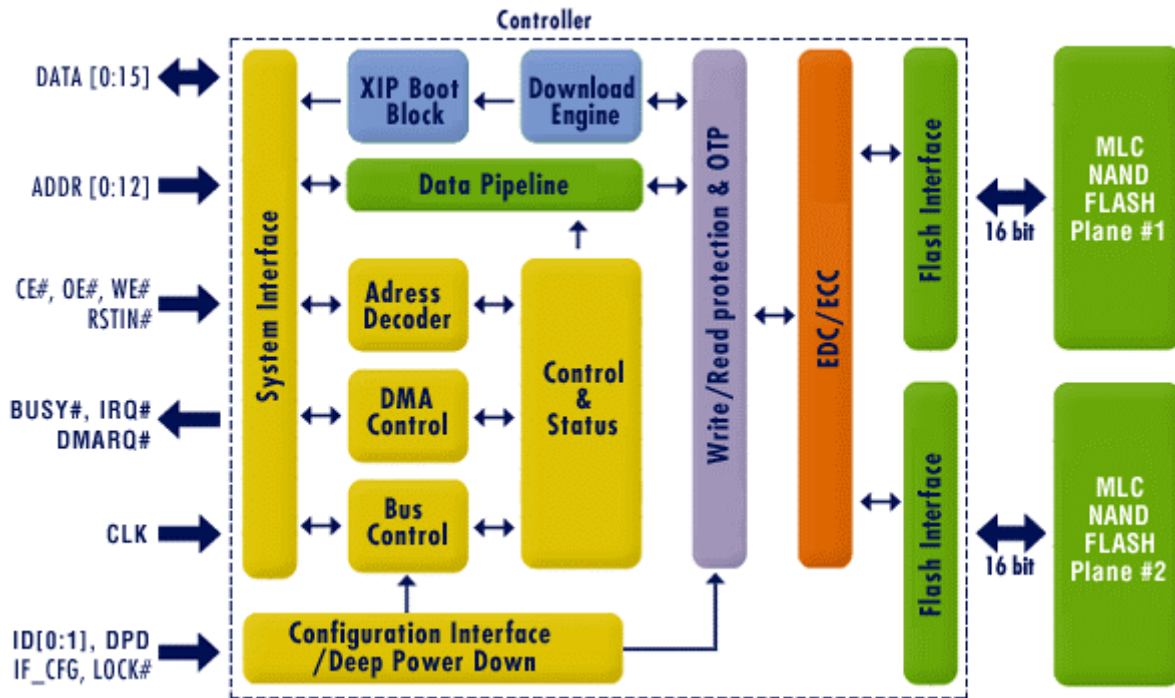 Controller
DATA [0:15]
ADDR [0:12]
CE#, OE#, WE#
RSTIN#
BUSY#, IRQ#
DMARQ#
CLK
ID[0:1], DPD
IF_CFG, LOCK#
System Interface
XIP Boot
Block
Download
Engine
Data Pipeline
Adress
Decoder
DMA
Control
Bus
Control
Control
&
Status
Configuration Interface
/Deep Power Down
Write/Read protection & OTP
EDC/ECC
Flash Interface
16 bit
MLC
NAND
FLASH
Plane #1
Flash Interface
16 bit
MLC
NAND
FLASH
Plane #2